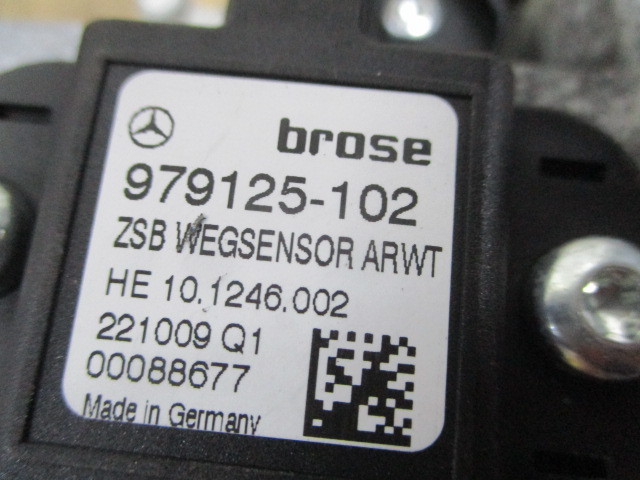 brose
979125-102
ZSB WEGSENSOR ARWT
HE 10.1246.002
221009 Q1
00088677
Made in Germany